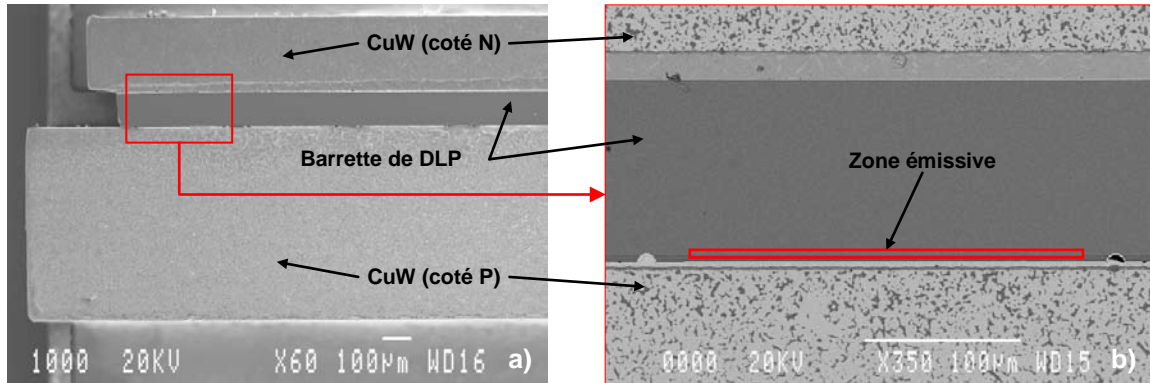 CuW (coté N)
Barrette de DLP
Zone émissive
CuW (coté P)
1000 20KV X60 100µm WD16 a)
0000 20KV X350 100µm WD15 b)